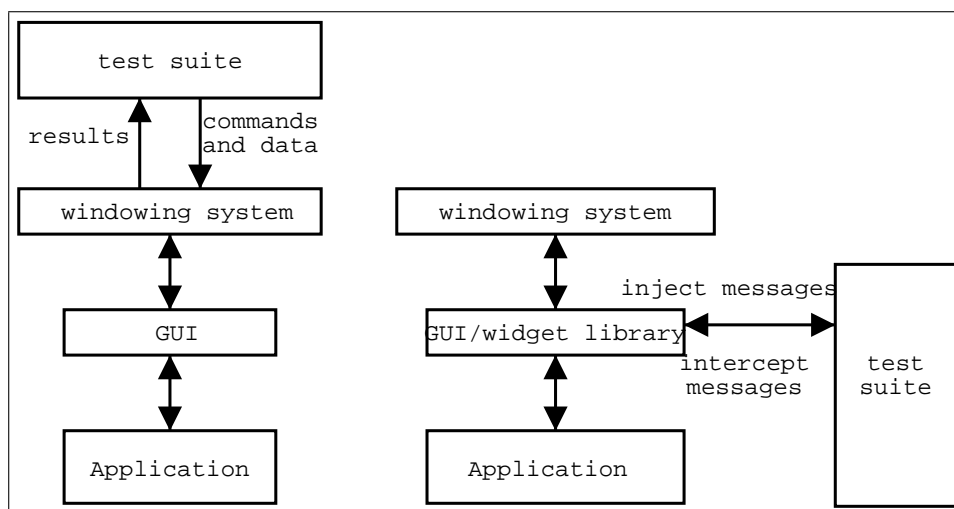 test suite
results
commands
and data
windowing system
GUI
Application
windowing system
GUI/widget library
Application
inject messages
intercept
messages
test
suite